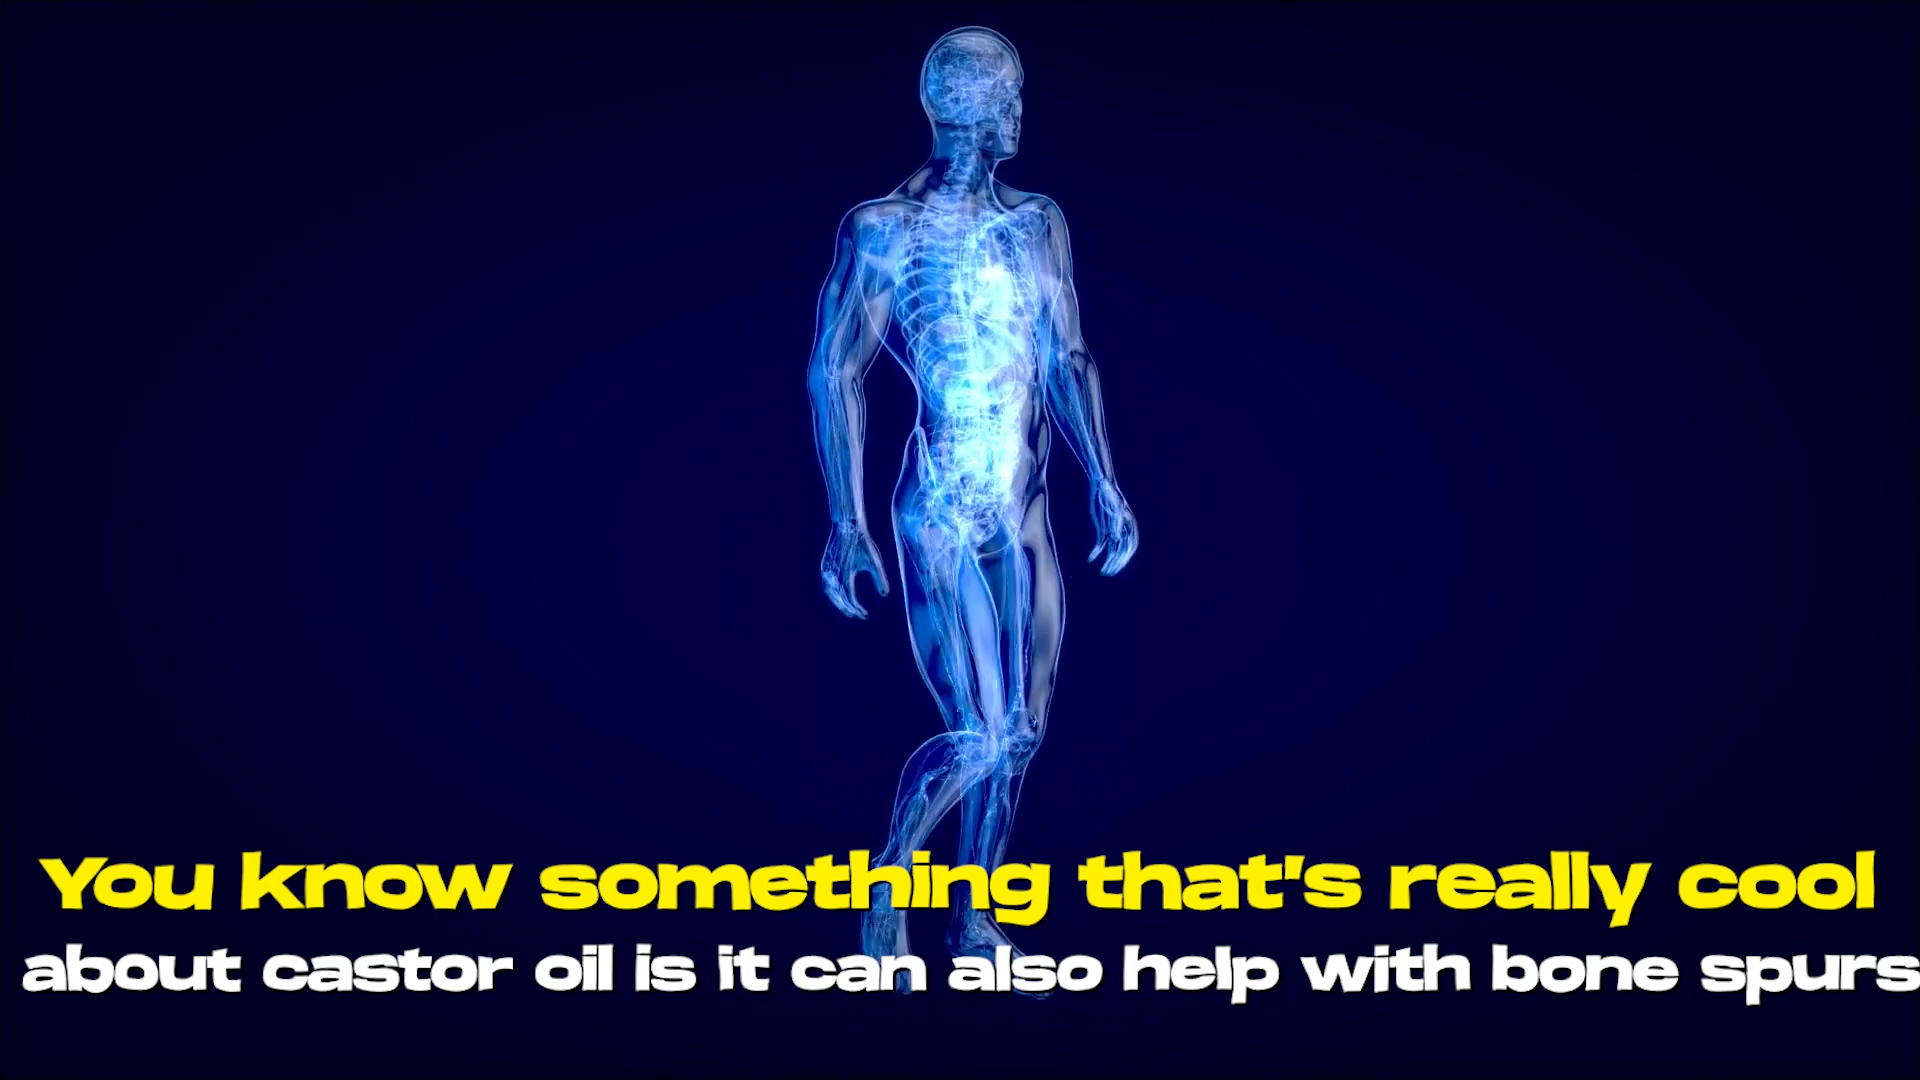 You know something that's really cool
about castor oil is it can also help with bone spurs